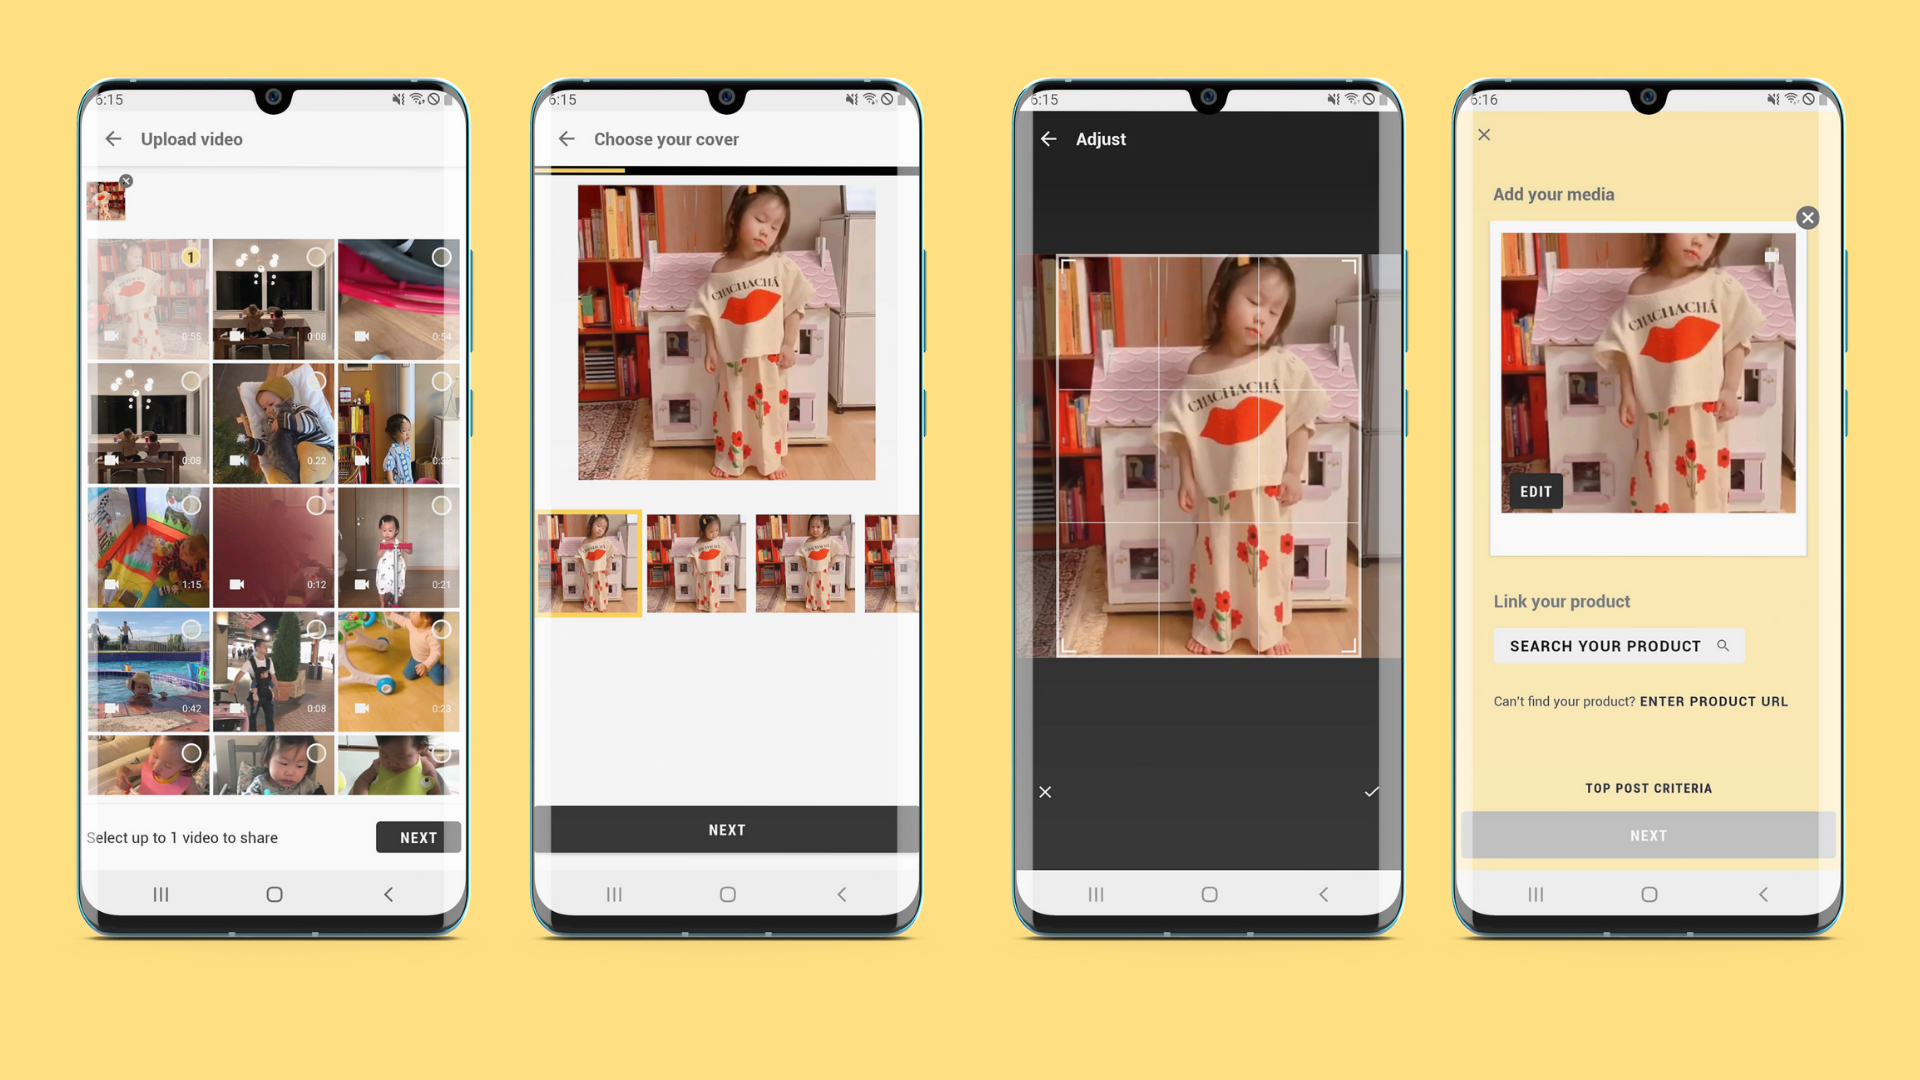 6:15
Upload video
1
0:55
0:08
0:54
0:08
0:22
1:15
0:12
0:21
0:42
0:08
0:23
Select up to 1 video to share
NEXT
6:15
Choose your cover
CHACHACHÁ
NEXT
6:15
Adjust
CHACHACHÁ
6:16
Add your media
CHACHACHÁ
EDIT
Link your product
SEARCH YOUR PRODUCT
Can't find your product? ENTER PRODUCT URL
TOP POST CRITERIA
NEXT